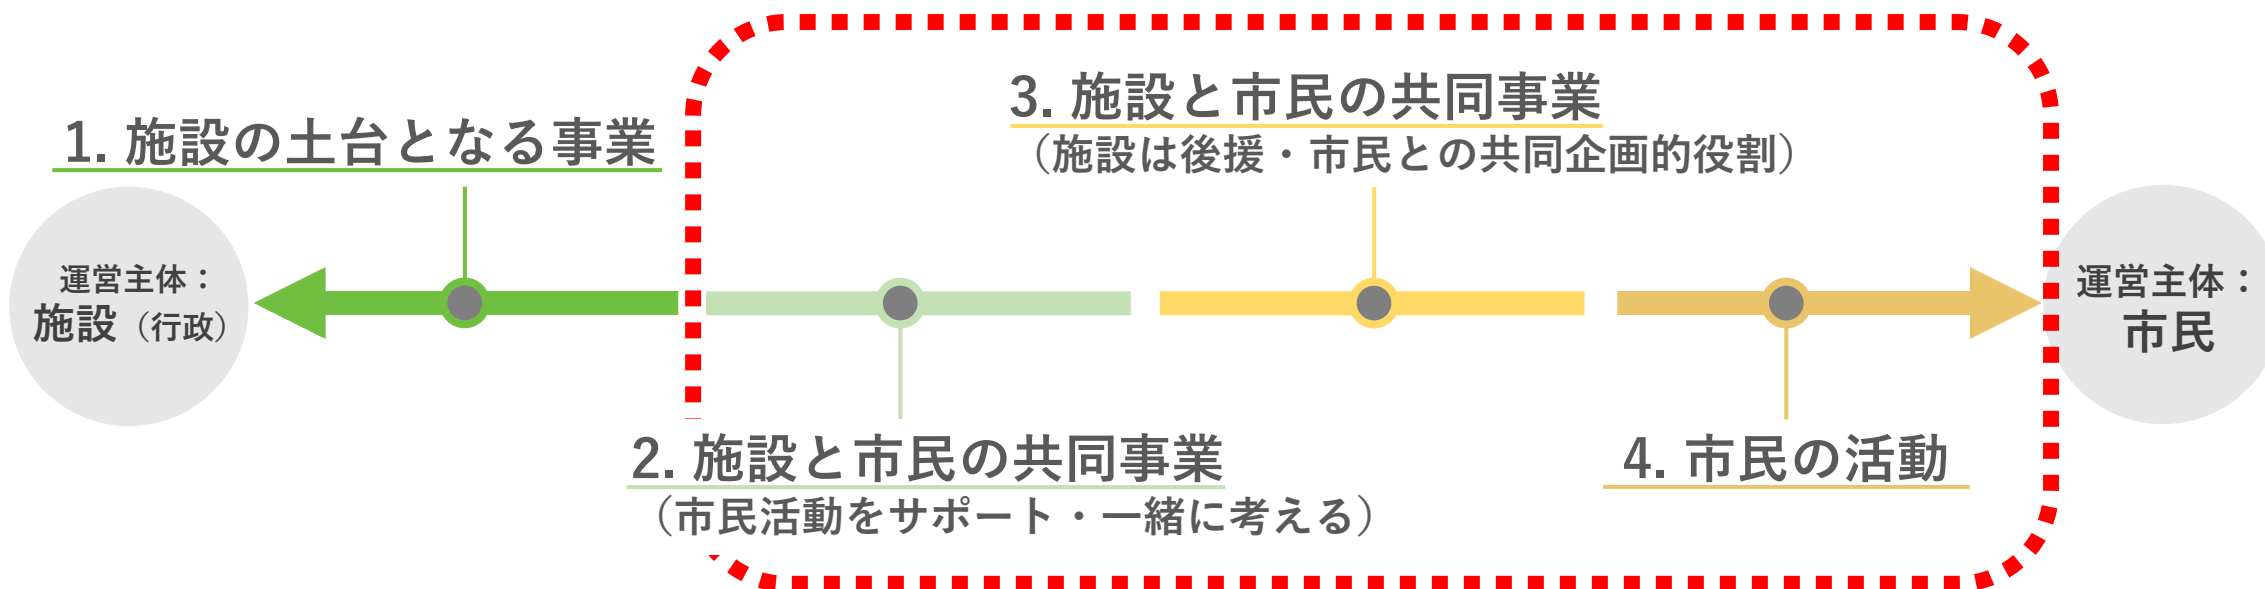 1. 施設の土台となる事業
3. 施設と市民の共同事業
（施設は後援・市民との共同企画的役割）
運営主体：
施設（行政）
運営主体：
市民
2. 施設と市民の共同事業
（市民活動をサポート・一緒に考える）
4. 市民の活動